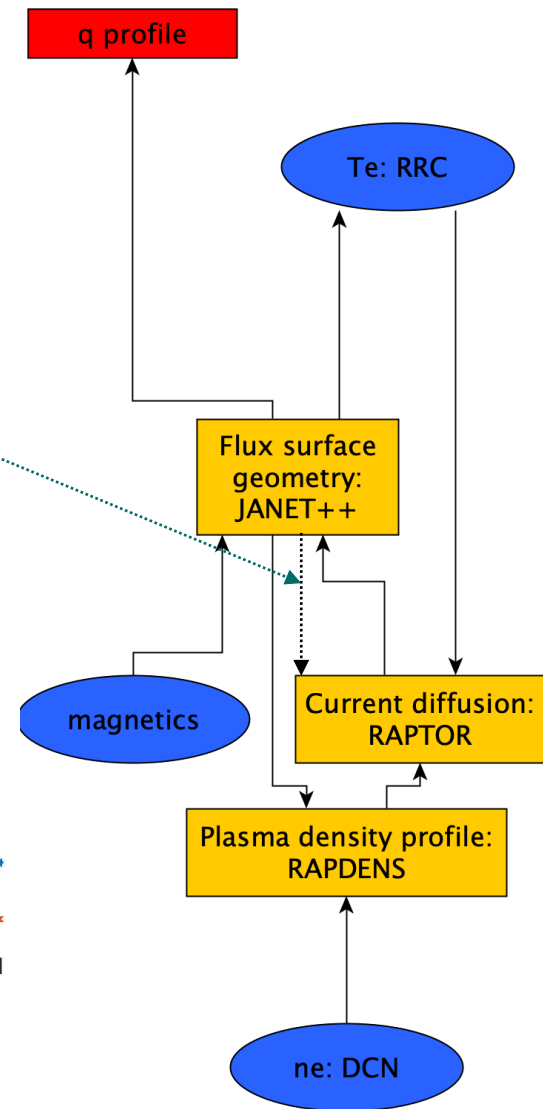 q profile
Te: RRC
Flux surface
geometry:
JANET++
magnetics
Current diffusion:
RAPTOR
Plasma density profile:
RAPDENS
ne: DCN